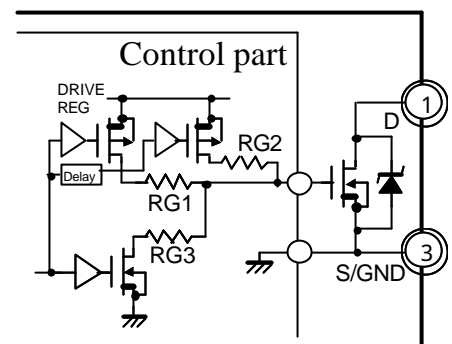 Control part
DRIVE
REG
1
D
RG2
Delay
RG1
RG3
S/GND
3